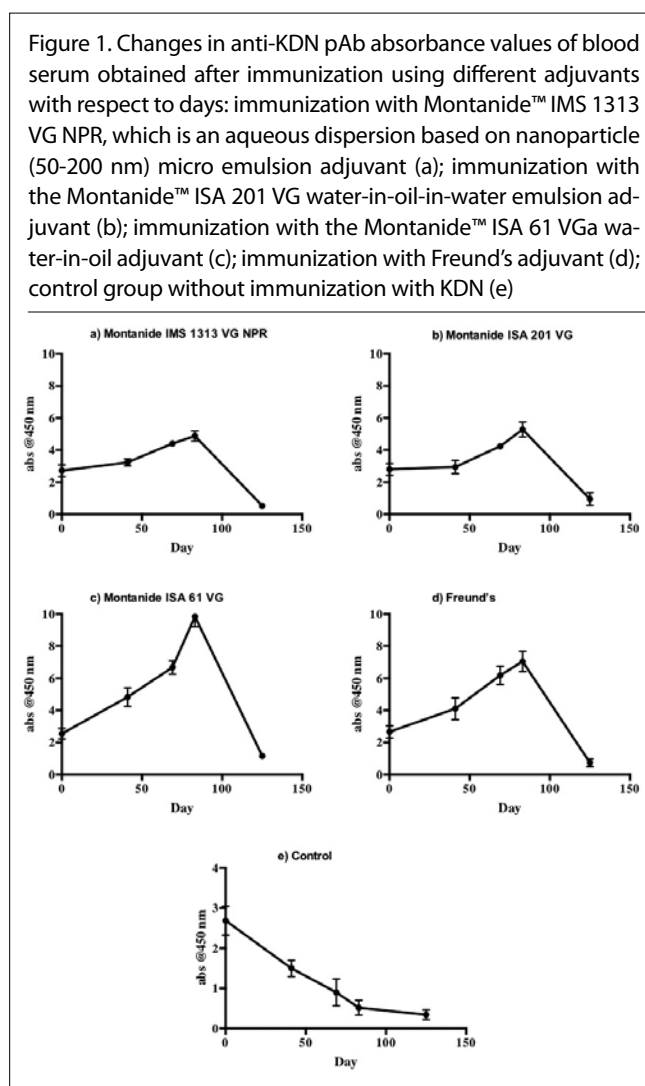 Figure 1. Changes in anti-KDN pAb absorbance values of blood
serum obtained after immunization using different adjuvants
with respect to days: immunization with Montanide™ IMS 1313
VG NPR, which is an aqueous dispersion based on nanoparticle
(50-200 nm) micro emulsion adjuvant (a); immunization with
the Montanide™ ISA 201 VG water-in-oil-in-water emulsion ad-
juvant (b); immunization with the Montanide™ ISA 61 VGa wa-
ter-in-oil adjuvant (c); immunization with Freund's adjuvant (d);
control group without immunization with KDN (e)
a) Montanide IMS 1313 VG NPR
abs @450 nm
10
8
6
4
2
0
0 50 100 150
Day
b) Montanide ISA 201 VG
abs @450 nm
10
8
6
4
2
0
0 50 100 150
Day
c) Montanide ISA 61 VG
abs @450 nm
10
8
6
4
2
0
0 50 100 150
Day
d) Freund's
abs @450 nm
10
8
6
4
2
0
0 50 100 150
Day
e) Control
abs @450 nm
4
3
2
1
0
0 50 100 150
Day